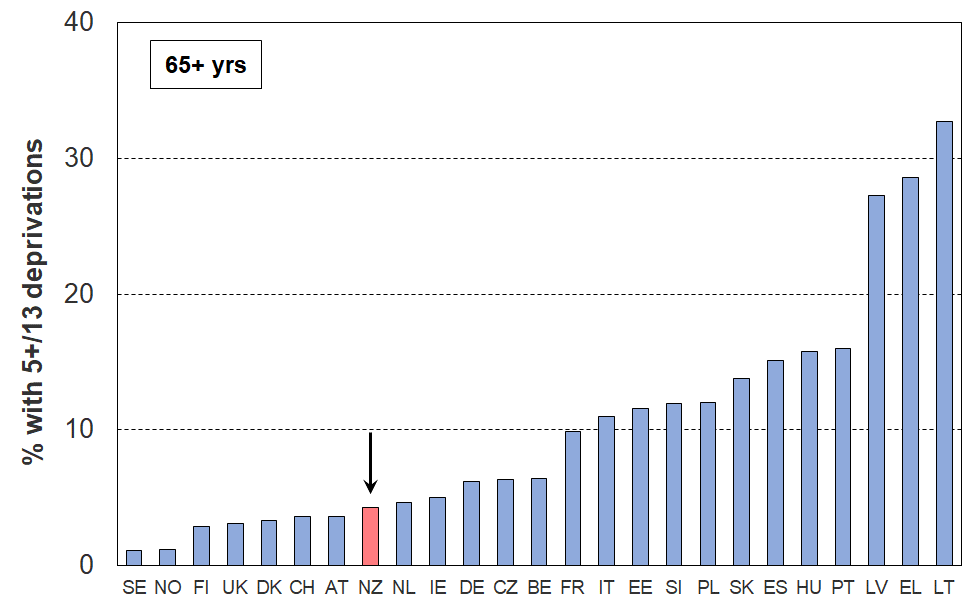 40
65+ yrs
30
20
10
0
% with 5+/13 deprivations
SE NO FI UK DK CH AT NZ NL IE DE CZ BE FR IT EE SI PL SK ES HU PT LV EL LT